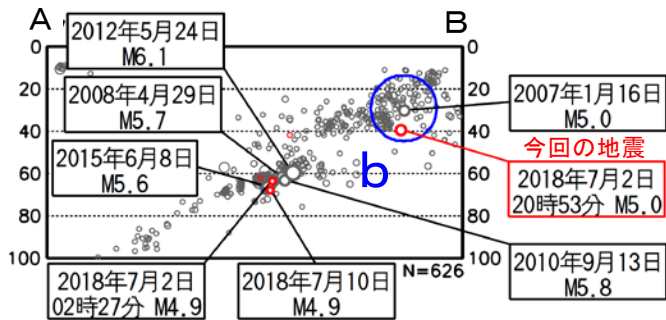 A
B
2012年5月24日
M6.1
2008年4月29日
M5.7
2015年6月8日
M5.6
2007年1月16日
M5.0
今回の地震
2018年7月2日
20時53分 M5.0
2010年9月13日
M5.8
2018年7月2日
02時27分 M4.9
2018年7月10日
M4.9
b
N=626
0
20
40
60
80
100
0
20
40
60
80
100